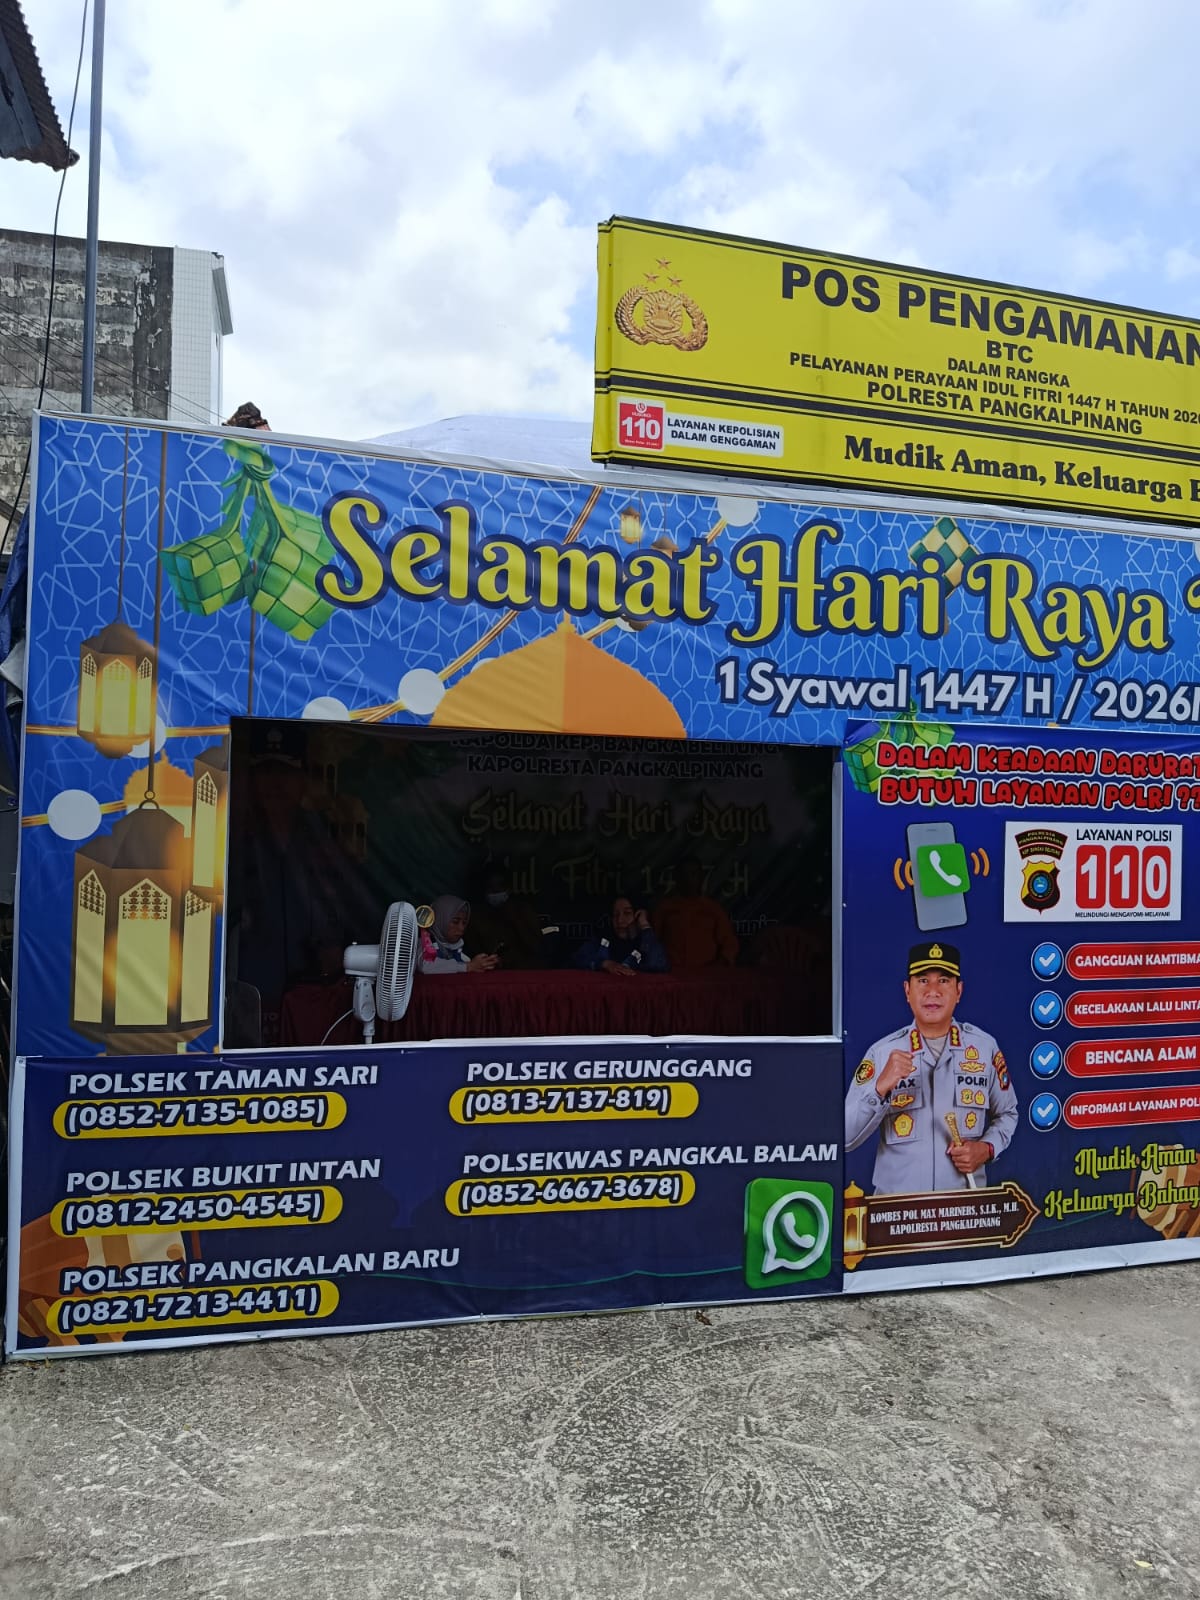 POS PENGAMANAN
BTC
DALAM RANGKA
PELAYANAN PERAYAAN IDUL FITRI 1447 H TAHUN 2026
POLRESTA PANGKALPINANG
110
LAYANAN KEPOLISIAN
DALAM GENGGAMAN
Mudik Aman, Keluarga
Selamat Hari Raya
1 Syawal 1447 H / 2026
KAPOLDA KEP. BANGKA BELITUNG
KAPOLRESTA PANGKALPINANG
Selamat Hari Raya
Fitri 1447 H
DALAM KEADAAN DARURAT
BUTUH LAYANAN POLRI ??
LAYANAN POLISI
110
MELINDUNGI-MENGAYOMI-MELAYANI
GANGGUAN KAMTIBMA
KECELAKAAN LALU LINTA
BENCANA ALAM
INFORMASI LAYANAN POL
MAX
POLRI
Mudik Aman
Keluarga Bahag
KOMBES POL MAX MARINERS, S.I.K., M.H.
KAPOLRESTA PANGKALPINANG
POLSEK TAMAN SARI
(0852-7135-1085)
POLSEK BUKIT INTAN
(0812-2450-4545)
POLSEK PANGKALAN BARU
(0821-7213-4411)
POLSEK GERUNGGANG
(0813-7137-819)
POLSEKWAS PANGKAL BALAM
(0852-6667-3678)